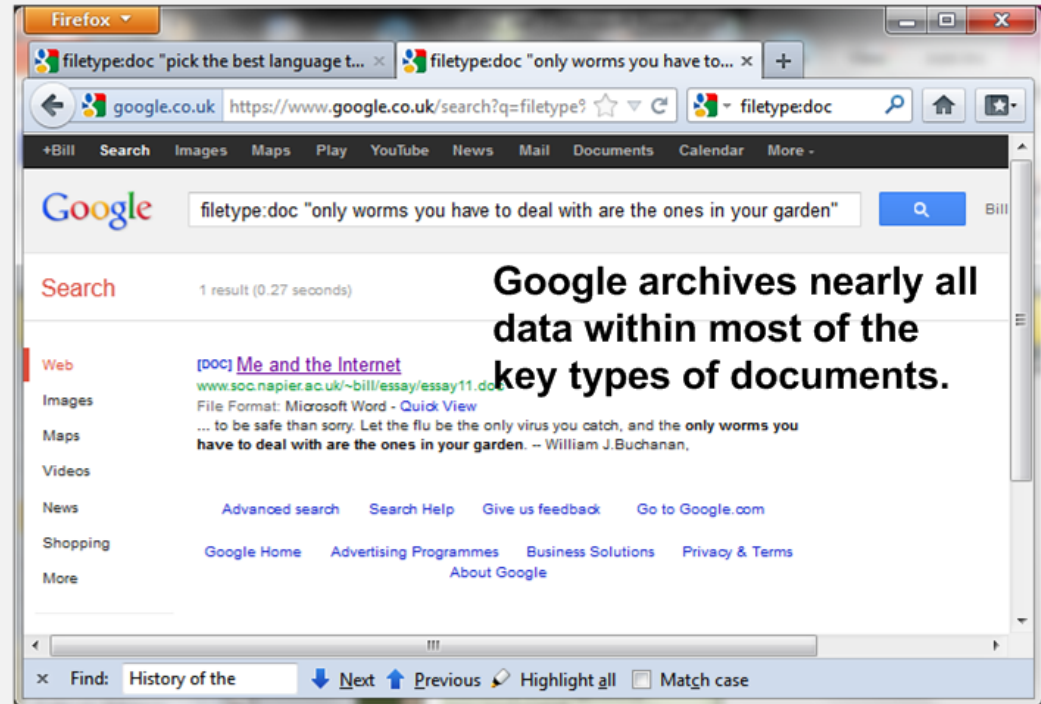 Firefox
filetype:doc "pick the best language t...
filetype:doc "only worms you have to...
google.co.uk https://www.google.co.uk/search?q=filetype%
filetype:doc
+Bill Search Images Maps Play YouTube News Mail Documents Calendar More
Google
filetype:doc "only worms you have to deal with are the ones in your garden"
Bill
Search
1 result (0.27 seconds)
Google archives nearly all
data within most of the
key types of documents.
Web
Images
Maps
Videos
News
Shopping
More
[DOC] Me and the Internet
www.soc.napier.ac.uk/~bill/essay/essay11.doc
File Format: Microsoft Word - Quick View
... to be safe than sorry. Let the flu be the only virus you catch, and the only worms you
have to deal with are the ones in your garden. -- William J.Buchanan,
Advanced search Search Help Give us feedback Go to Google.com
Google Home Advertising Programmes Business Solutions Privacy & Terms
About Google
Find: History of the Next Previous Highlight all Match case